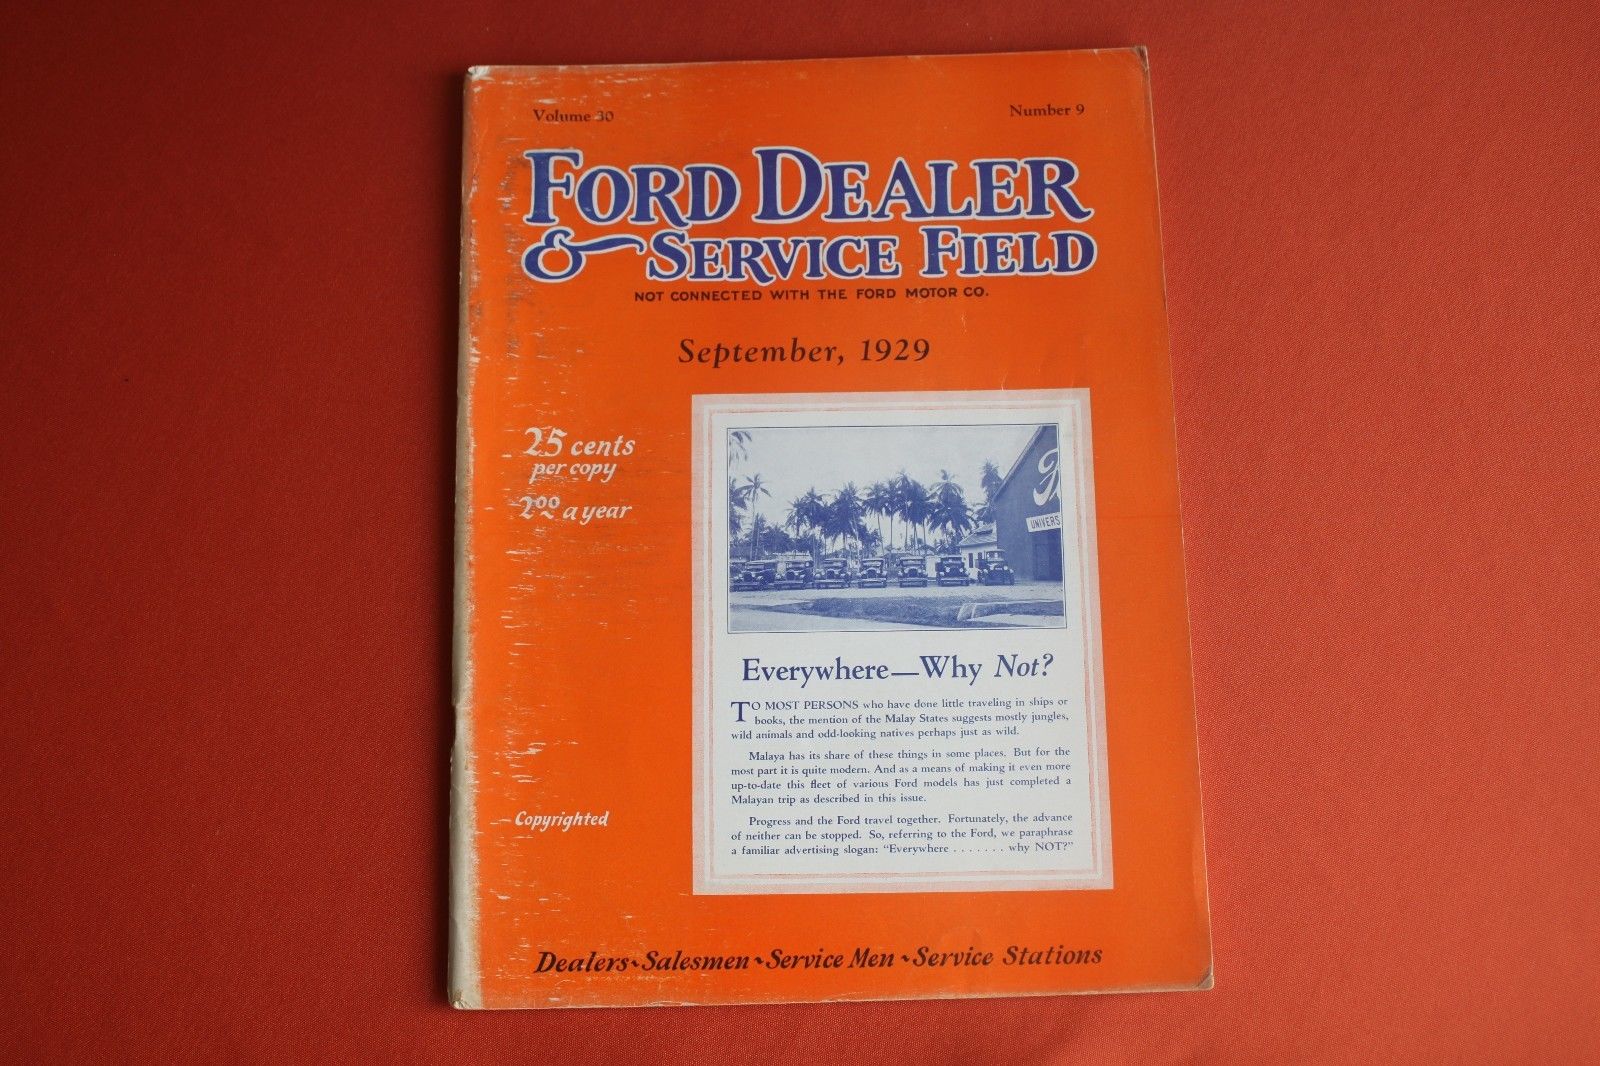 Volume 30 Number 9
FORD DEALER
& SERVICE FIELD
NOT CONNECTED WITH THE FORD MOTOR CO.
September, 1929
25 cents
per copy
2.00 a year
UNIVERS
Everywhere—Why Not?
TO MOST PERSONS who have done little traveling in ships or
books, the mention of the Malay States suggests mostly jungles,
wild animals and odd-looking natives perhaps just as wild.
Malaya has its share of these things in some places. But for the
most part it is quite modern. And as a means of making it even more
up-to-date this fleet of various Ford models has just completed a
Malayan trip as described in this issue.
Progress and the Ford travel together. Fortunately, the advance
of neither can be stopped. So, referring to the Ford, we paraphrase
a familiar advertising slogan: “Everywhere . . . . . . . why NOT?”
Copyrighted
Dealers~Salesmen~Service Men~Service Stations